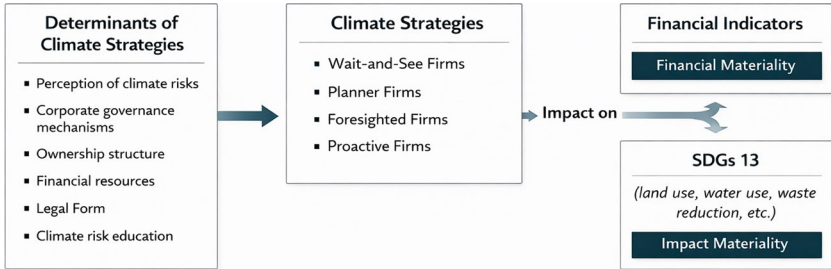 Determinants of
Climate Strategies
▪ Perception of climate risks
▪ Corporate governance
mechanisms
▪ Ownership structure
▪ Financial resources
▪ Legal Form
▪ Climate risk education
Climate Strategies
▪ Wait-and-See Firms
▪ Planner Firms
▪ Foresighted Firms
▪ Proactive Firms
Impact on
Financial Indicators
Financial Materiality
SDGs 13
(land use, water use, waste
reduction, etc.)
Impact Materiality